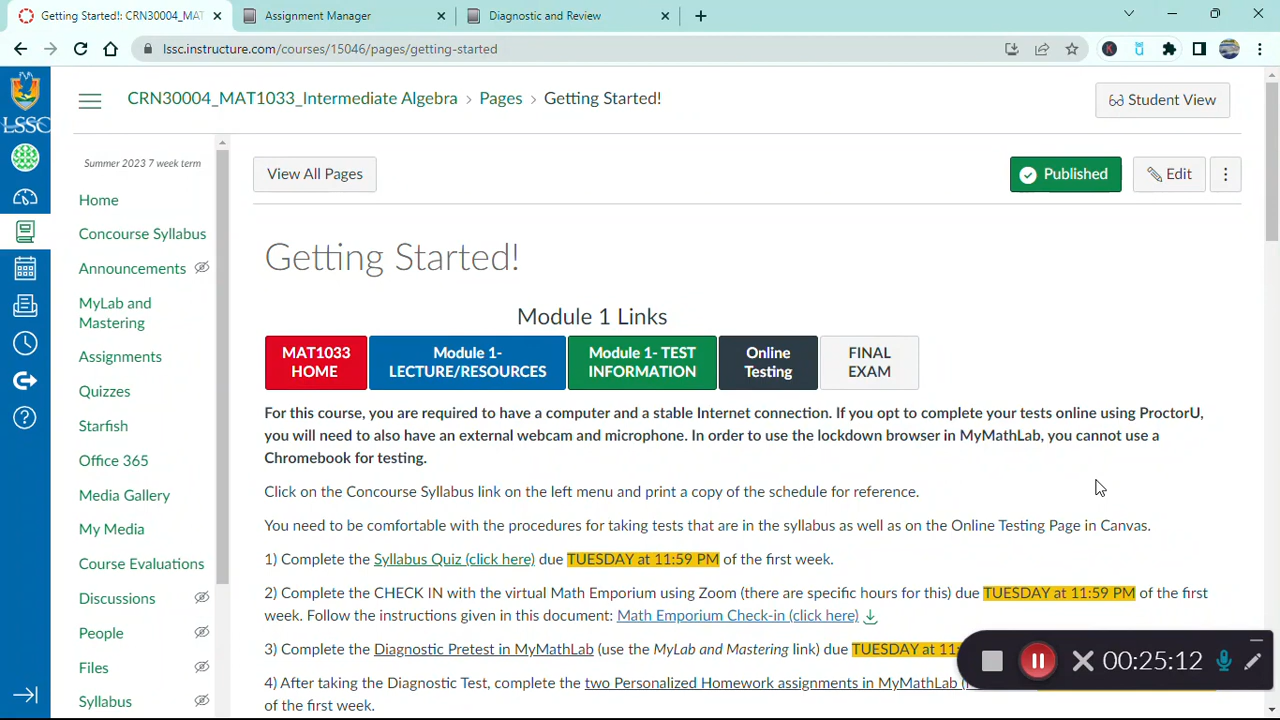 Getting Started!: CRN30004_MAT
Assignment Manager
Diagnostic and Review
lssc.instructure.com/courses/15046/pages/getting-started
LSSC
CRN30004_MAT1033_Intermediate Algebra > Pages > Getting Started!
Student View
Summer 2023 7 week term
Home
Concourse Syllabus
Announcements
MyLab and
Mastering
Assignments
Quizzes
Starfish
Office 365
Media Gallery
My Media
Course Evaluations
Discussions
People
Files
Syllabus
View All Pages
Published
Edit
Getting Started!
Module 1 Links
MAT1033
HOME
Module 1-
LECTURE/RESOURCES
Module 1- TEST
INFORMATION
Online
Testing
FINAL
EXAM
For this course, you are required to have a computer and a stable Internet connection. If you opt to complete your tests online using ProctorU,
you will need to also have an external webcam and microphone. In order to use the lockdown browser in MyMathLab, you cannot use a
Chromebook for testing.
Click on the Concourse Syllabus link on the left menu and print a copy of the schedule for reference.
You need to be comfortable with the procedures for taking tests that are in the syllabus as well as on the Online Testing Page in Canvas.
1) Complete the Syllabus Quiz (click here) due TUESDAY at 11:59 PM of the first week.
2) Complete the CHECK IN with the virtual Math Emporium using Zoom (there are specific hours for this) due TUESDAY at 11:59 PM of the first
week. Follow the instructions given in this document: Math Emporium Check-in (click here)
3) Complete the Diagnostic Pretest in MyMathLab (use the MyLab and Mastering link) due TUESDAY at 11:
4) After taking the Diagnostic Test, complete the two Personalized Homework assignments in MyMathLab
of the first week.
00:25:12